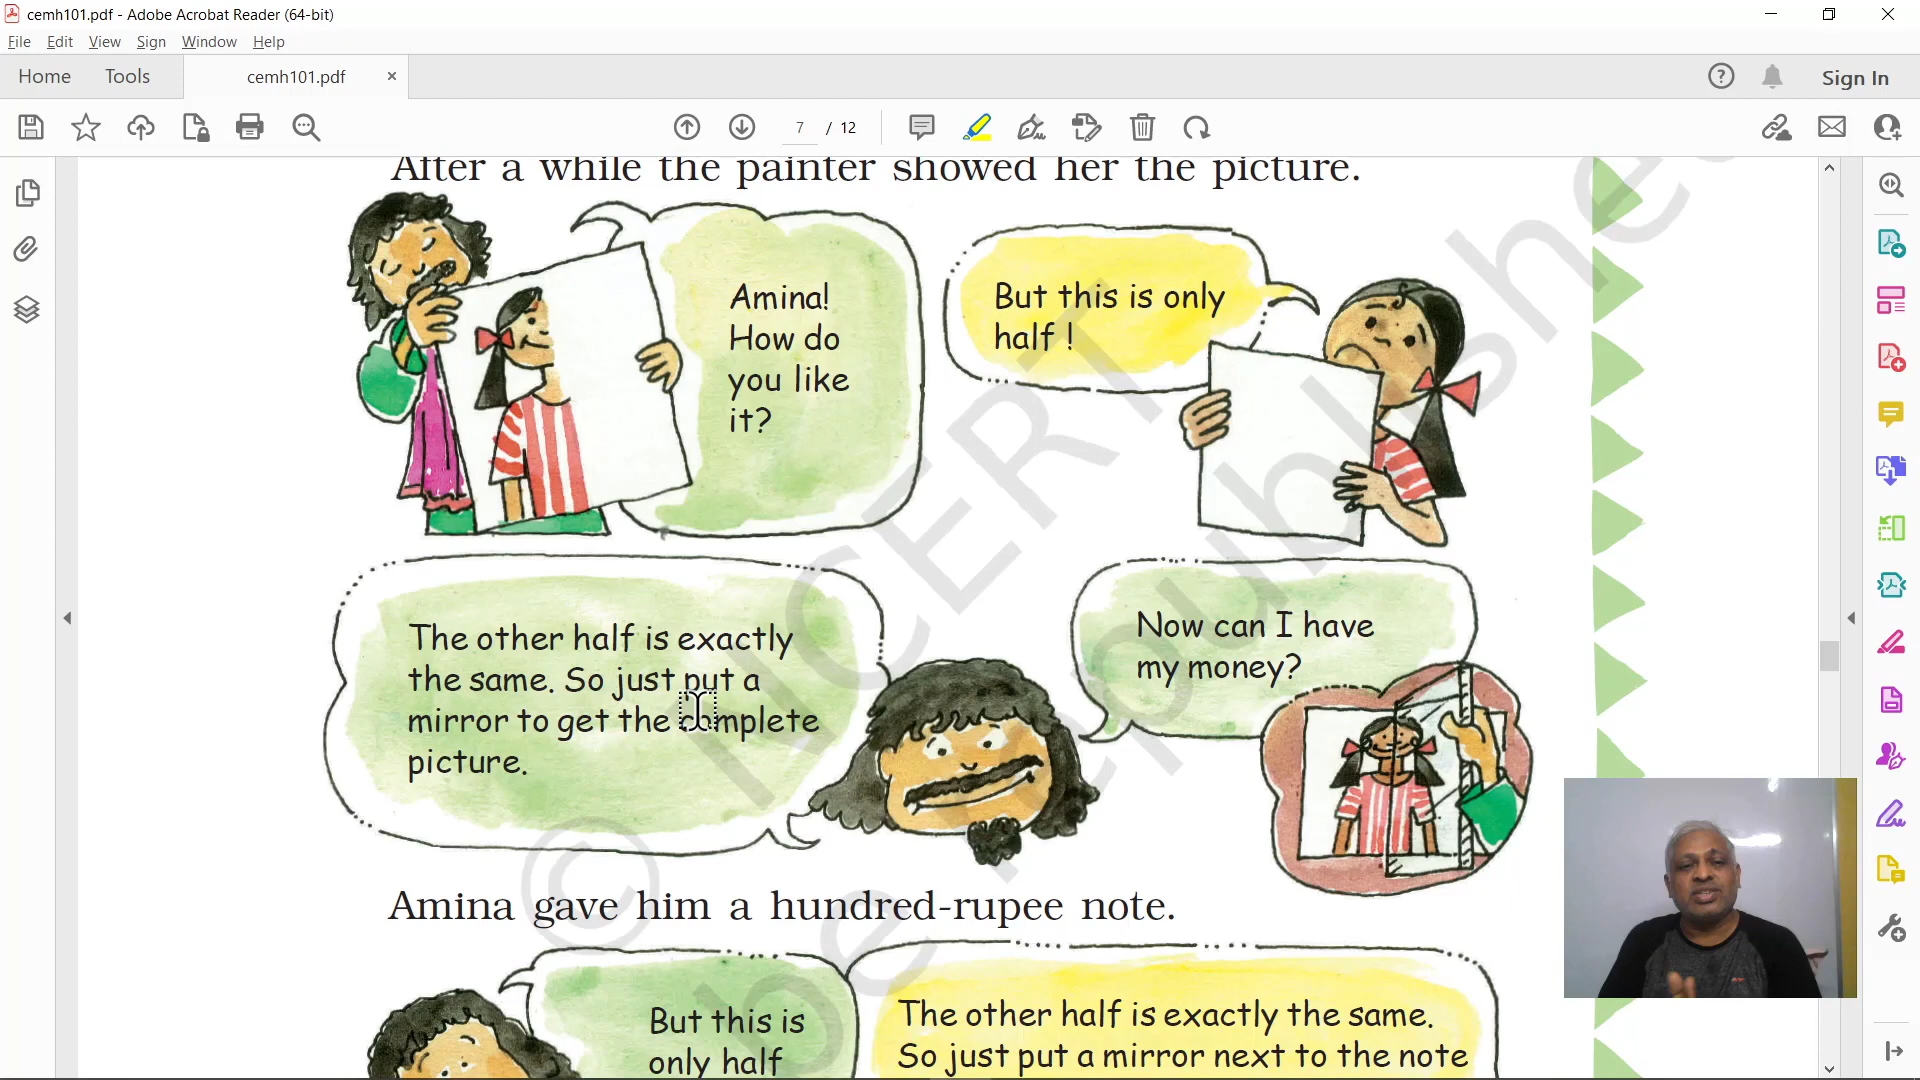 cemh101.pdf - Adobe Acrobat Reader (64-bit)
File Edit View Sign Window Help
Home Tools cemh101.pdf Sign In
7 / 12
After a while the painter showed her the picture.
Amina!
How do
you like
it?
But this is only
half !
The other half is exactly
the same. So just put a
mirror to get the complete
picture.
Now can I have
my money?
Amina gave him a hundred-rupee note.
But this is
only half
The other half is exactly the same.
So just put a mirror next to the note
© NCERT
be republished